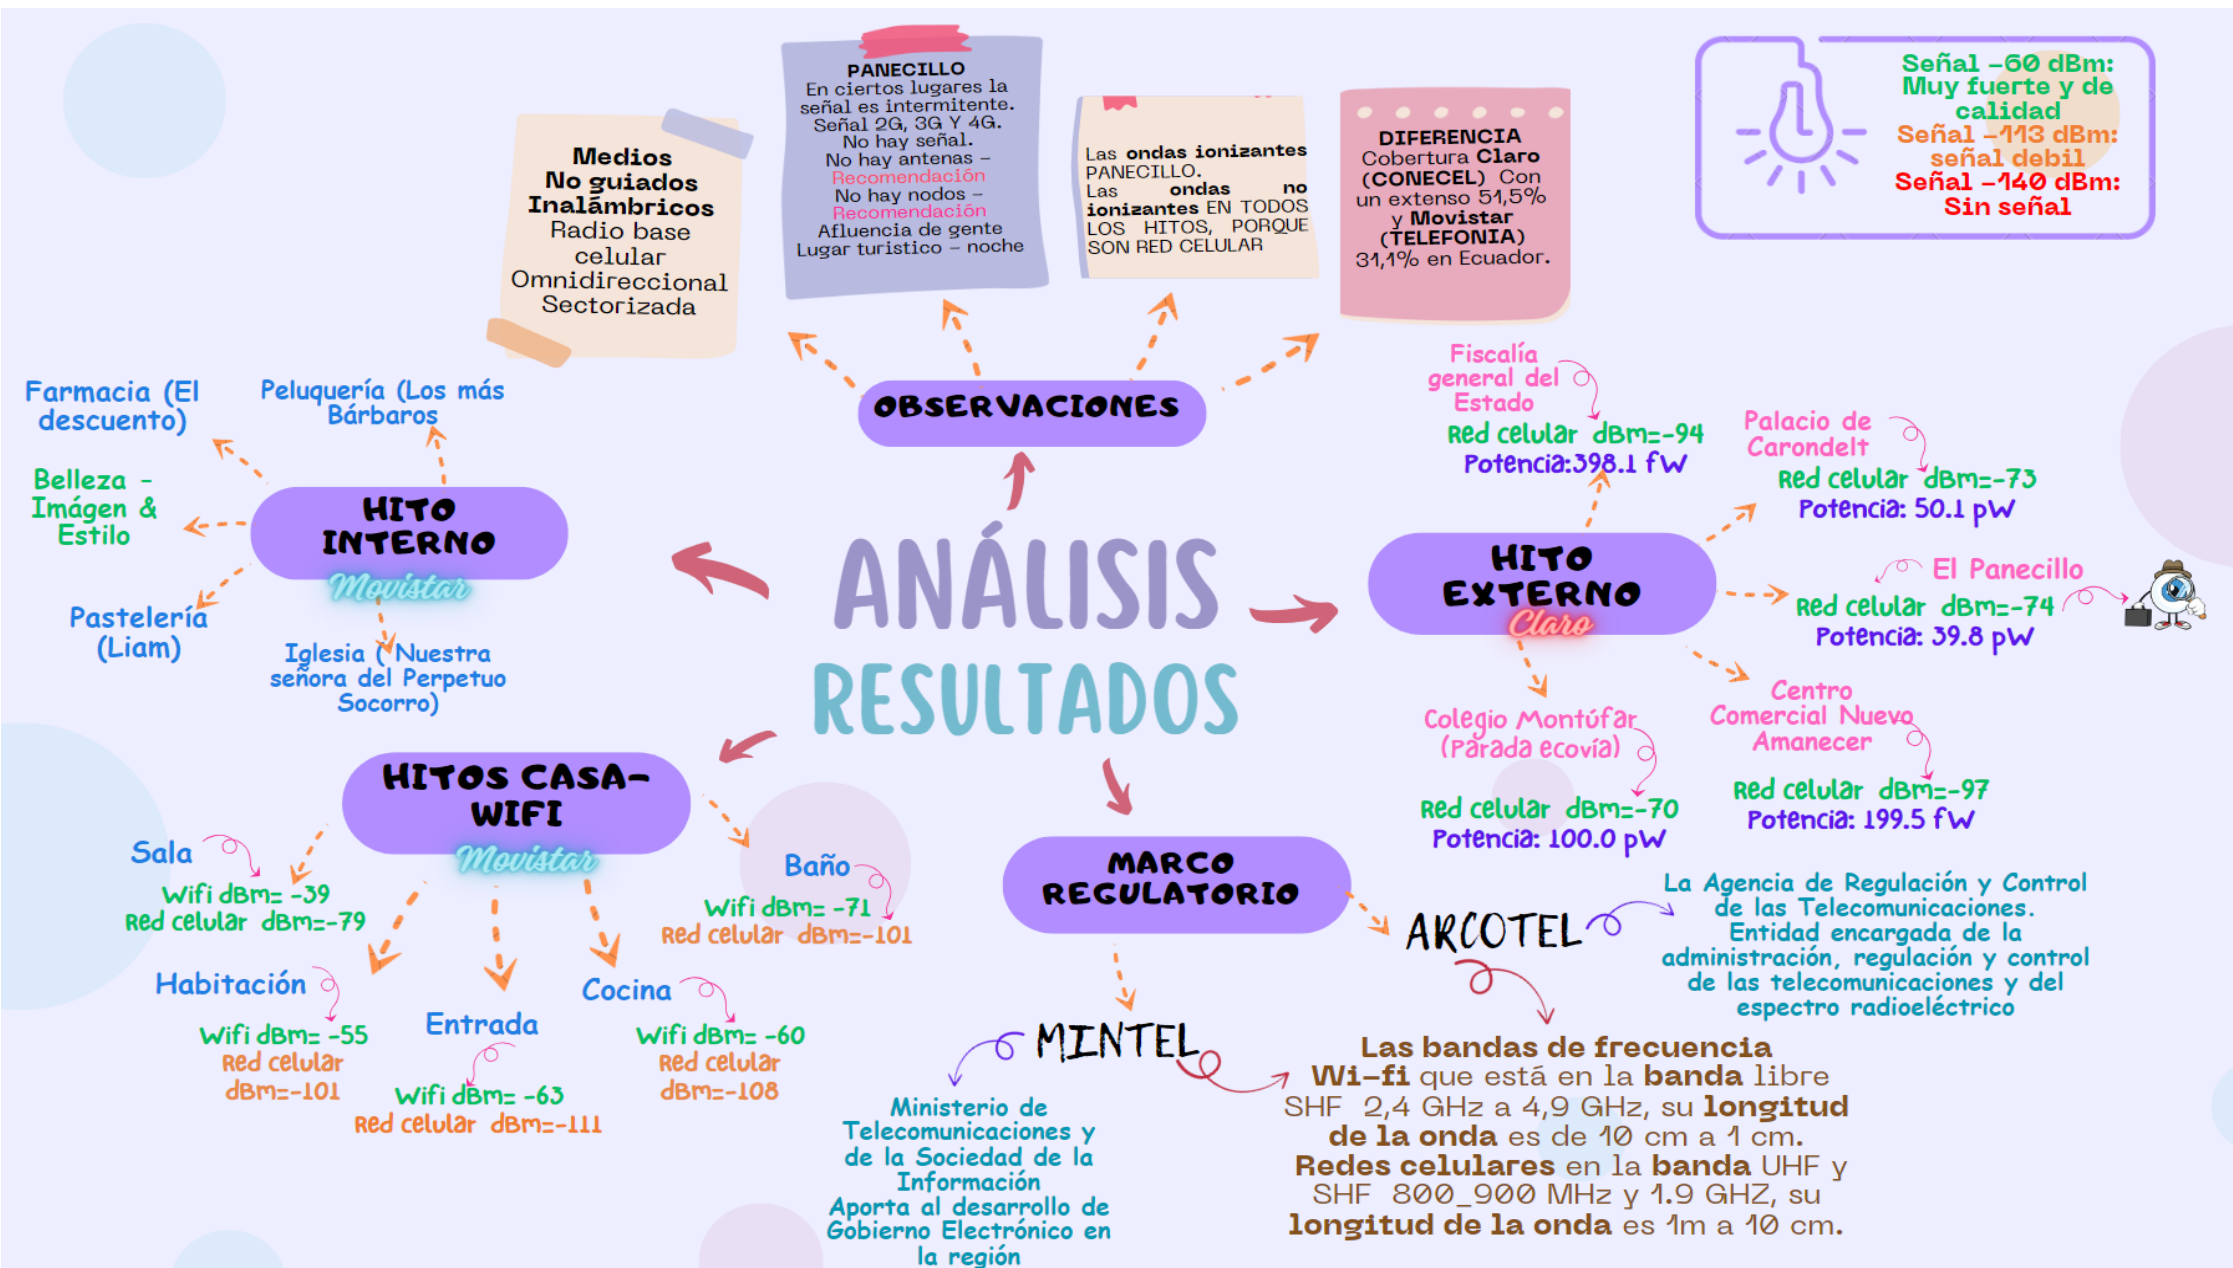 Medios
No guiados
Inalámbricos
Radio base
celular
Omnidireccional
Sectorizada
PANECILLO
En ciertos lugares la
señal es intermitente.
Señal 2G, 3G Y 4G.
No hay señal.
No hay antenas –
Recomendación
No hay nodos –
Recomendación
Afluencia de gente
Lugar turistico – noche
Las ondas ionizantes
PANECILLO.
Las ondas no
ionizantes EN TODOS
LOS HITOS, PORQUE
SON RED CELULAR
DIFERENCIA
Cobertura Claro
(CONECEL) Con
un extenso 51,5%
y Movistar
(TELEFONIA)
31,1% en Ecuador.
Señal -60 dBm:
Muy fuerte y de
calidad
Señal -113 dBm:
señal debil
Señal -140 dBm:
Sin señal
OBSERVACIONES
Farmacia (El
descuento)
Peluquería (Los más
Bárbaros
Belleza -
Imágen &
Estilo
HITO
INTERNO
Movistar
Pastelería
(Liam)
Iglesia ( Nuestra
señora del Perpetuo
Socorro)
ANÁLISIS
RESULTADOS
Fiscalía
general del
Estado
Red celular dBm=-94
Potencia:398.1 fW
Palacio de
Carondelt
Red celular dBm=-73
Potencia: 50.1 pW
HITO
EXTERNO
Claro
El Panecillo
Red celular dBm=-74
Potencia: 39.8 pW
Colegio Montúfar
(Parada ecovía)
Red celular dBm=-70
Potencia: 100.0 pW
Centro
Comercial Nuevo
Amanecer
Red celular dBm=-97
Potencia: 199.5 fW
HITOS CASA-
WIFI
Movistar
Sala
Wifi dBm= -39
Red celular dBm=-79
Habitación
Wifi dBm= -55
Red celular
dBm=-101
Entrada
Wifi dBm= -63
Red celular dBm=-111
Cocina
Wifi dBm= -60
Red celular
dBm=-108
Baño
Wifi dBm= -71
Red celular dBm=-101
MARCO
REGULATORIO
ARCOTEL
La Agencia de Regulación y Control
de las Telecomunicaciones.
Entidad encargada de la
administración, regulación y control
de las telecomunicaciones y del
espectro radioeléctrico
MINTEL
Ministerio de
Telecomunicaciones y
de la Sociedad de la
Información
Aporta al desarrollo de
Gobierno Electrónico en
la región
Las bandas de frecuencia
Wi-fi que está en la banda libre
SHF 2,4 GHz a 4,9 GHz, su longitud
de la onda es de 10 cm a 1 cm.
Redes celulares en la banda UHF y
SHF 800_900 MHz y 1.9 GHZ, su
longitud de la onda es 1m a 10 cm.